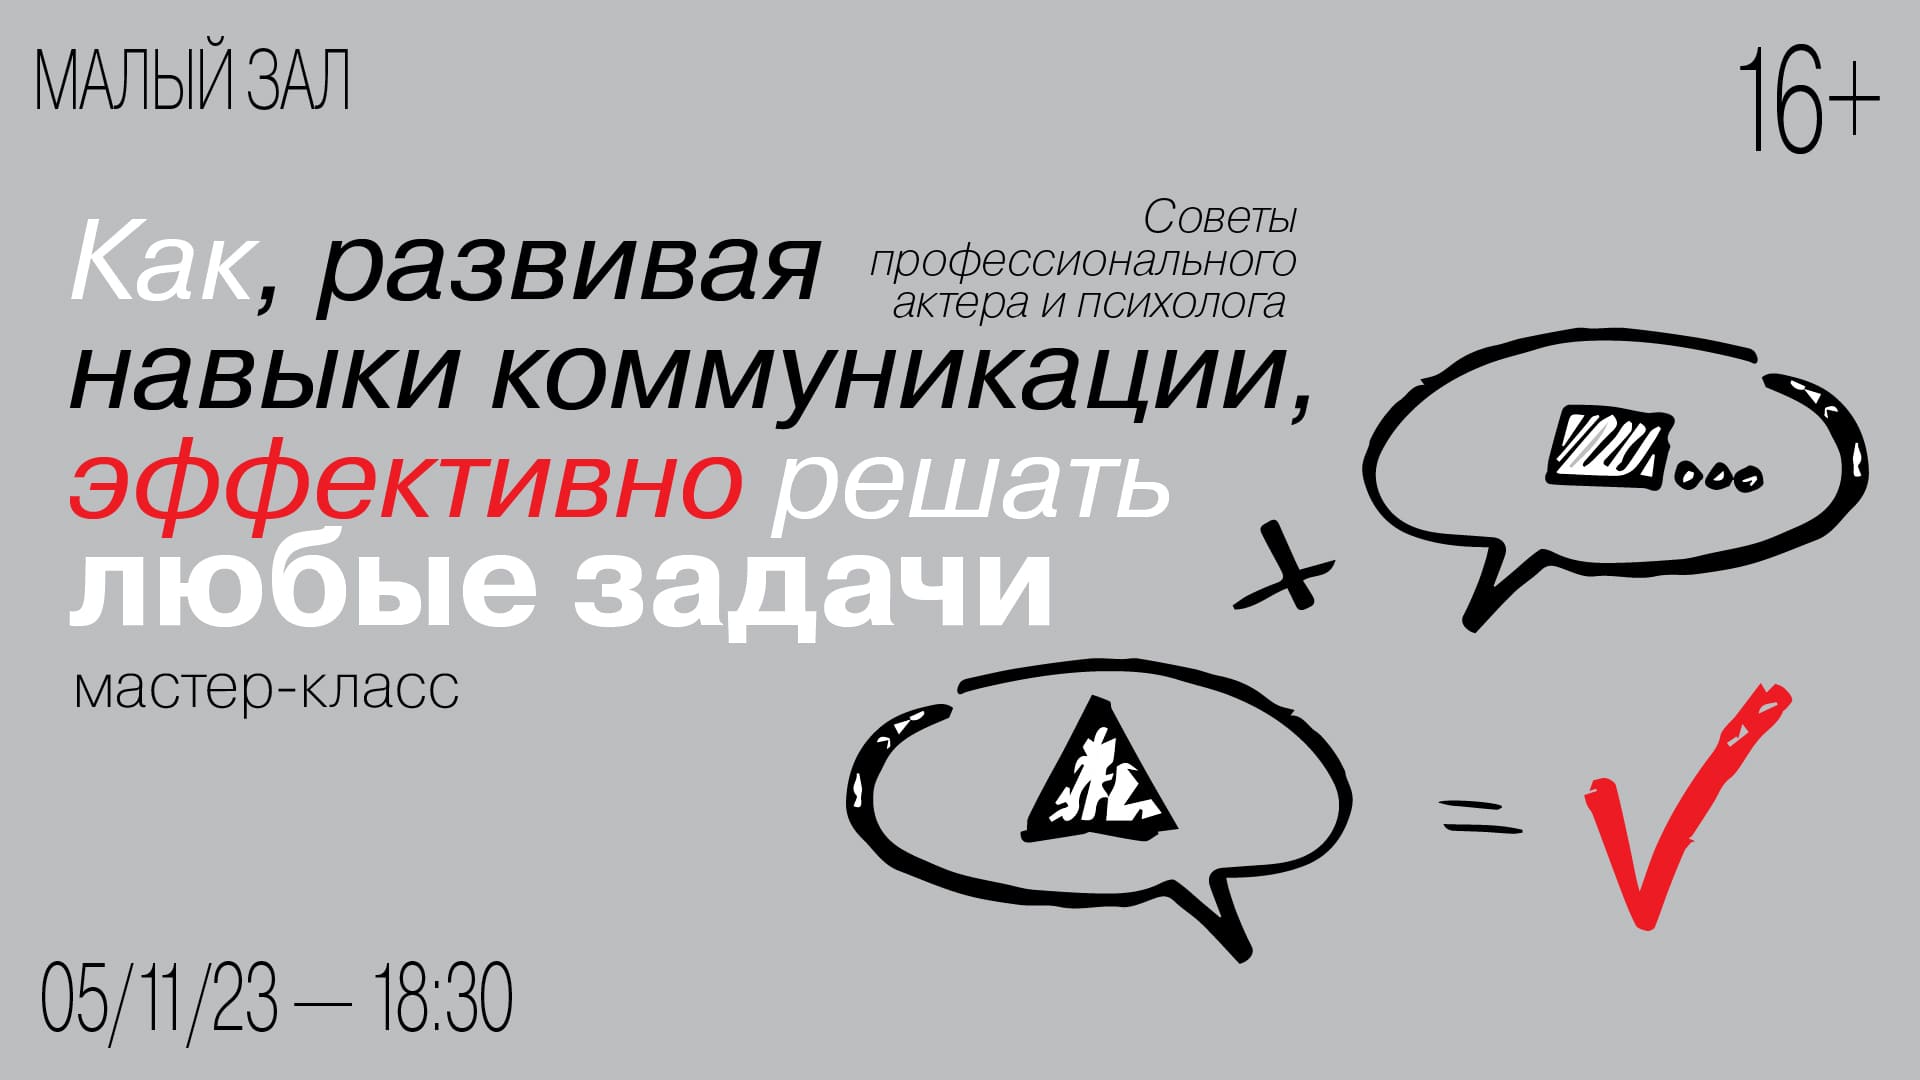 МАЛЫЙ ЗАЛ
16+
Как, развивая
Советы
профессионального
актера и психолога
навыки коммуникации,
эффективно решать
любые задачи
мастер-класс
05/11/23 — 18:30